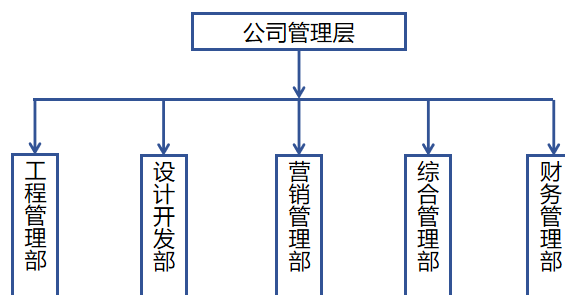 公司管理层
工程管理部
设计开发部
营销管理部
综合管理部
财务管理部